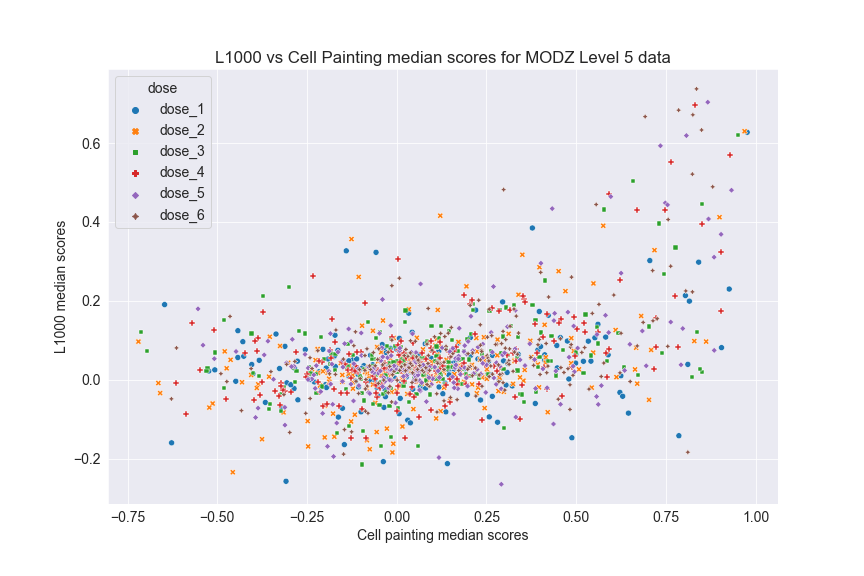 L1000 vs Cell Painting median scores for MODZ Level 5 data
dose
dose_1
dose_2
dose_3
dose_4
dose_5
dose_6
0.6
0.4
0.2
0.0
−0.2
L1000 median scores
−0.75
−0.50
−0.25
0.00
0.25
0.50
0.75
1.00
Cell painting median scores